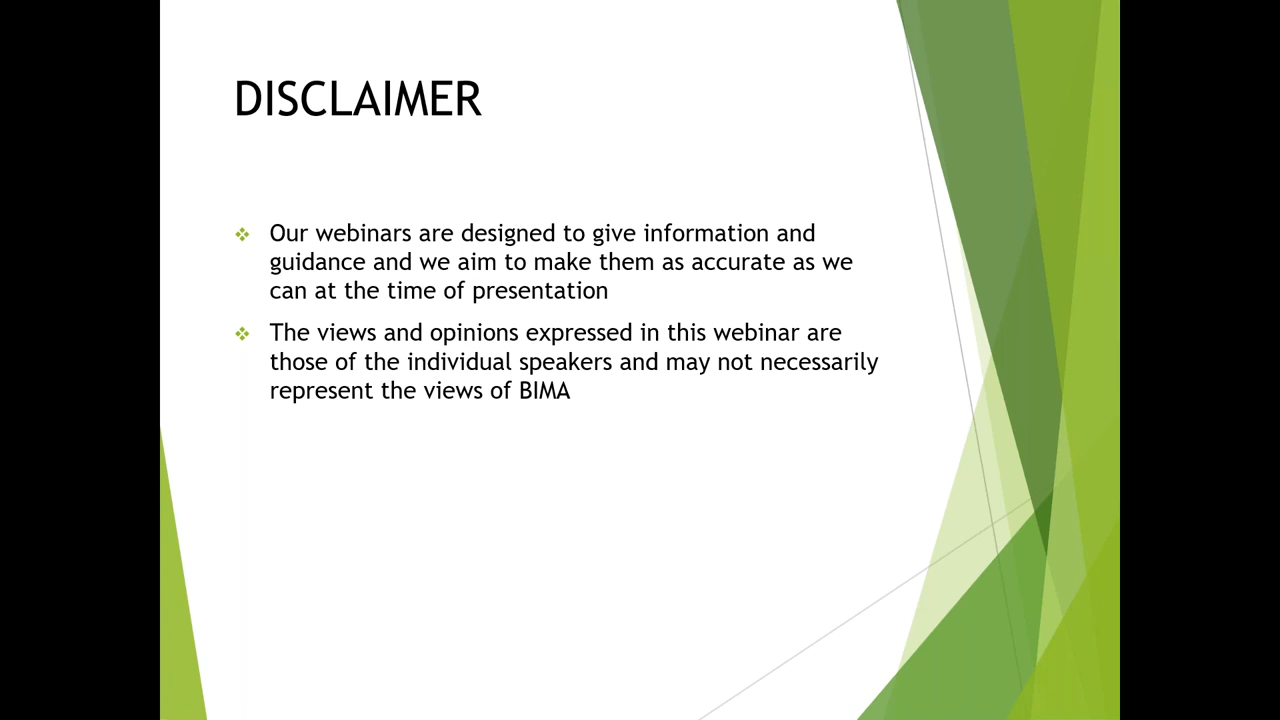 DISCLAIMER
Our webinars are designed to give information and
guidance and we aim to make them as accurate as we
can at the time of presentation
The views and opinions expressed in this webinar are
those of the individual speakers and may not necessarily
represent the views of BIMA